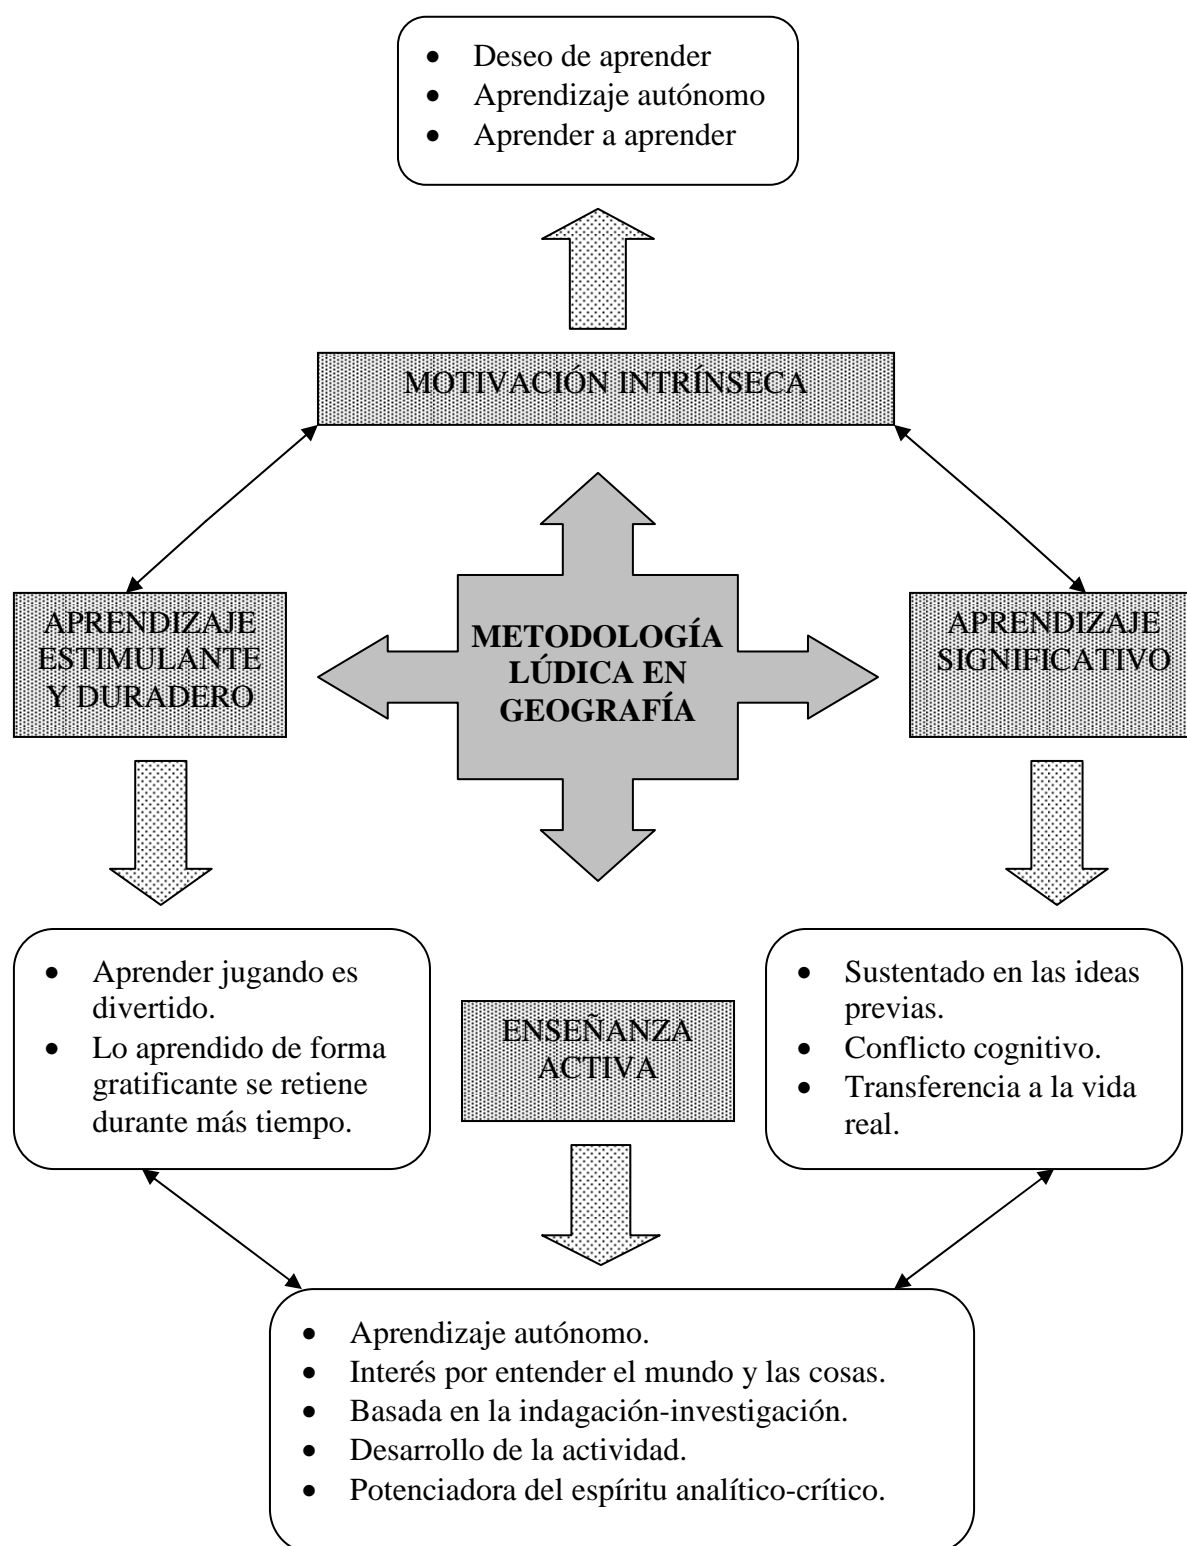 • Deseo de aprender
• Aprendizaje autónomo
• Aprender a aprender
MOTIVACIÓN INTRÍNSECA
APRENDIZAJE
ESTIMULANTE
Y DURADERO
METODOLOGÍA
LÚDICA EN
GEOGRAFÍA
APRENDIZAJE
SIGNIFICATIVO
• Aprender jugando es
divertido.
• Lo aprendido de forma
gratificante se retiene
durante más tiempo.
ENSEÑANZA
ACTIVA
• Sustentado en las ideas
previas.
• Conflicto cognitivo.
• Transferencia a la vida
real.
• Aprendizaje autónomo.
• Interés por entender el mundo y las cosas.
• Basada en la indagación-investigación.
• Desarrollo de la actividad.
• Potenciadora del espíritu analítico-crítico.